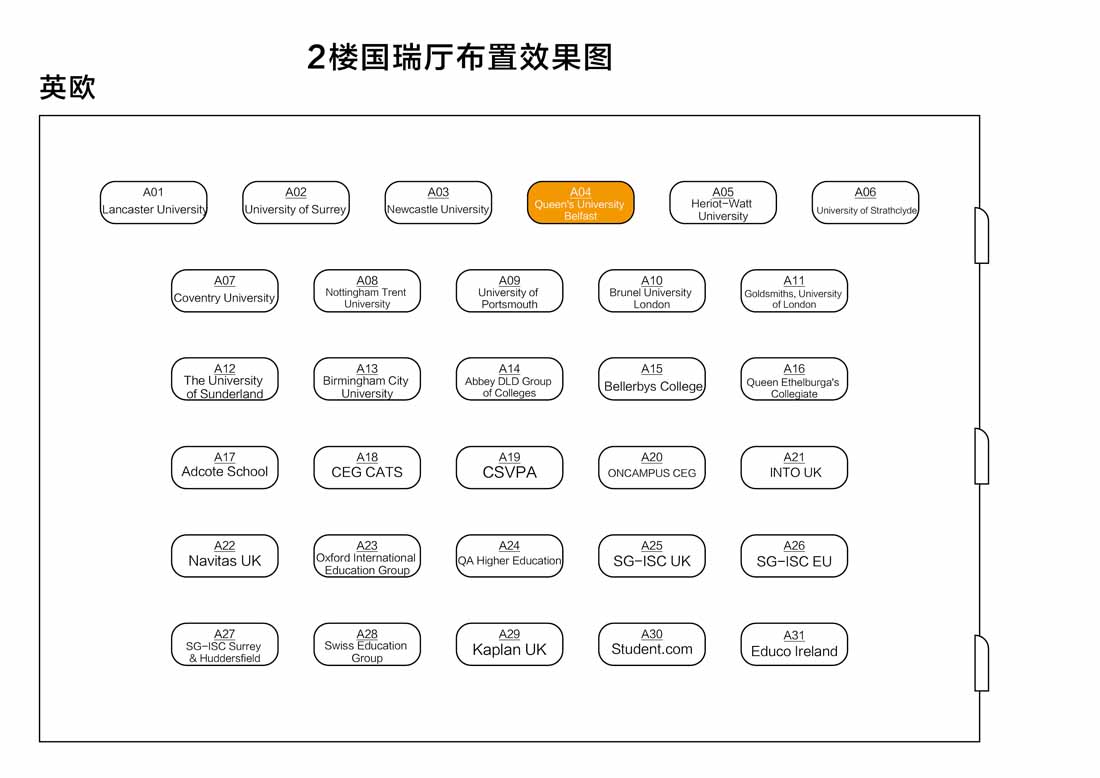 2楼国瑞厅布置效果图
英欧
A01
Lancaster University
A02
University of Surrey
A03
Newcastle University
A04
Queen's University
Belfast
A05
Heriot-Watt
University
A06
University of Strathclyde
A07
Coventry University
A08
Nottingham Trent
University
A09
University of
Portsmouth
A10
Brunel University
London
A11
Goldsmiths, University
of London
A12
The University
of Sunderland
A13
Birmingham City
University
A14
Abbey DLD Group
of Colleges
A15
Bellerbys College
A16
Queen Ethelburga's
Collegiate
A17
Adcote School
A18
CEG CATS
A19
CSVPA
A20
ONCAMPUS CEG
A21
INTO UK
A22
Navitas UK
A23
Oxford International
Education Group
A24
QA Higher Education
A25
SG-ISC UK
A26
SG-ISC EU
A27
SG-ISC Surrey
& Huddersfield
A28
Swiss Education
Group
A29
Kaplan UK
A30
Student.com
A31
Educo Ireland